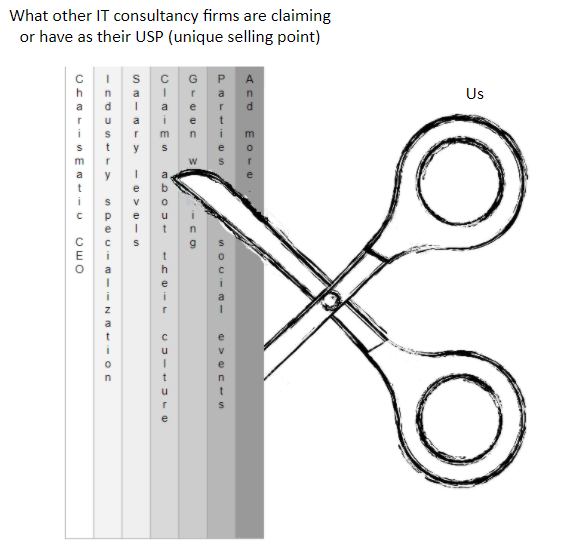 What other IT consultancy firms are claiming
or have as their USP (unique selling point)
Charismatic CEO
Industry specialization
Salary levels
Claims about their culture
Green
Parties social events
And more
Us